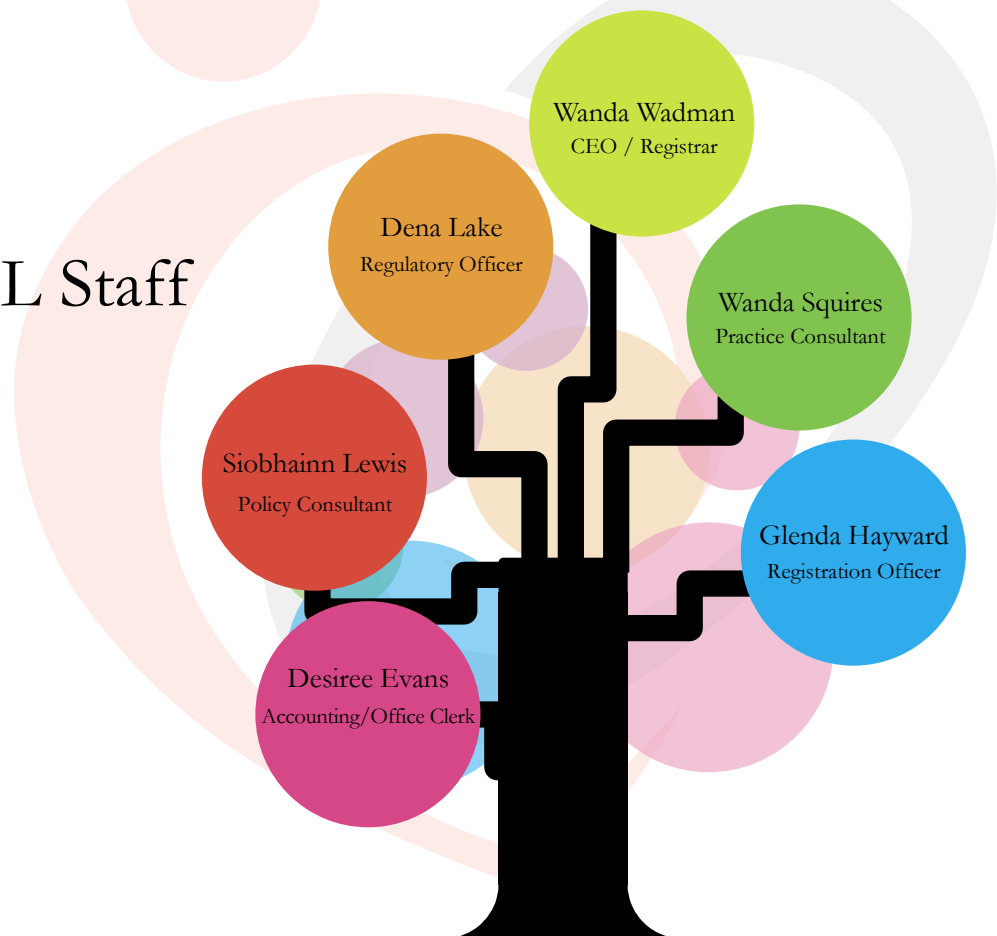 L Staff
Wanda Wadman
CEO / Registrar
Dena Lake
Regulatory Officer
Wanda Squires
Practice Consultant
Siobhainn Lewis
Policy Consultant
Glenda Hayward
Registration Officer
Desiree Evans
Accounting/Office Clerk